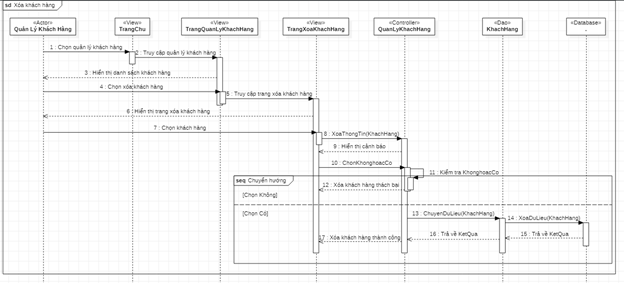 sd Xóa khách hàng
«Actor»
Quản Lý Khách Hàng
«View»
TrangChu
«View»
TrangQuanLyKhachHang
«View»
TrangXoaKhachHang
«Controller»
QuanLyKhachHang
«Dao»
KhachHang
«Database»
1 : Chọn quản lý khách hàng
2 : Truy cập quản lý khách hàng
3 : Hiển thị danh sách khách hàng
4 : Chọn xóa khách hàng
5 : Truy cập trang xóa khách hàng
6 : Hiển thị trang xóa khách hàng
7 : Chọn khách hàng
8 : XoaThongTin(KhachHang)
9 : Hiển thị cảnh báo
10 : ChonKhonghoacCo
11 : Kiểm tra KhonghoacCo
seq Chuyển hướng
12 : Xóa khách hàng thách bại
[Chọn Không]
[Chọn Có]
13 : ChuyenDuLieu(KhachHang)
14 : XoaDuLieu(KhachHang)
15 : Trả về KetQua
16 : Trả về KetQua
17 : Xóa khách hàng thành công